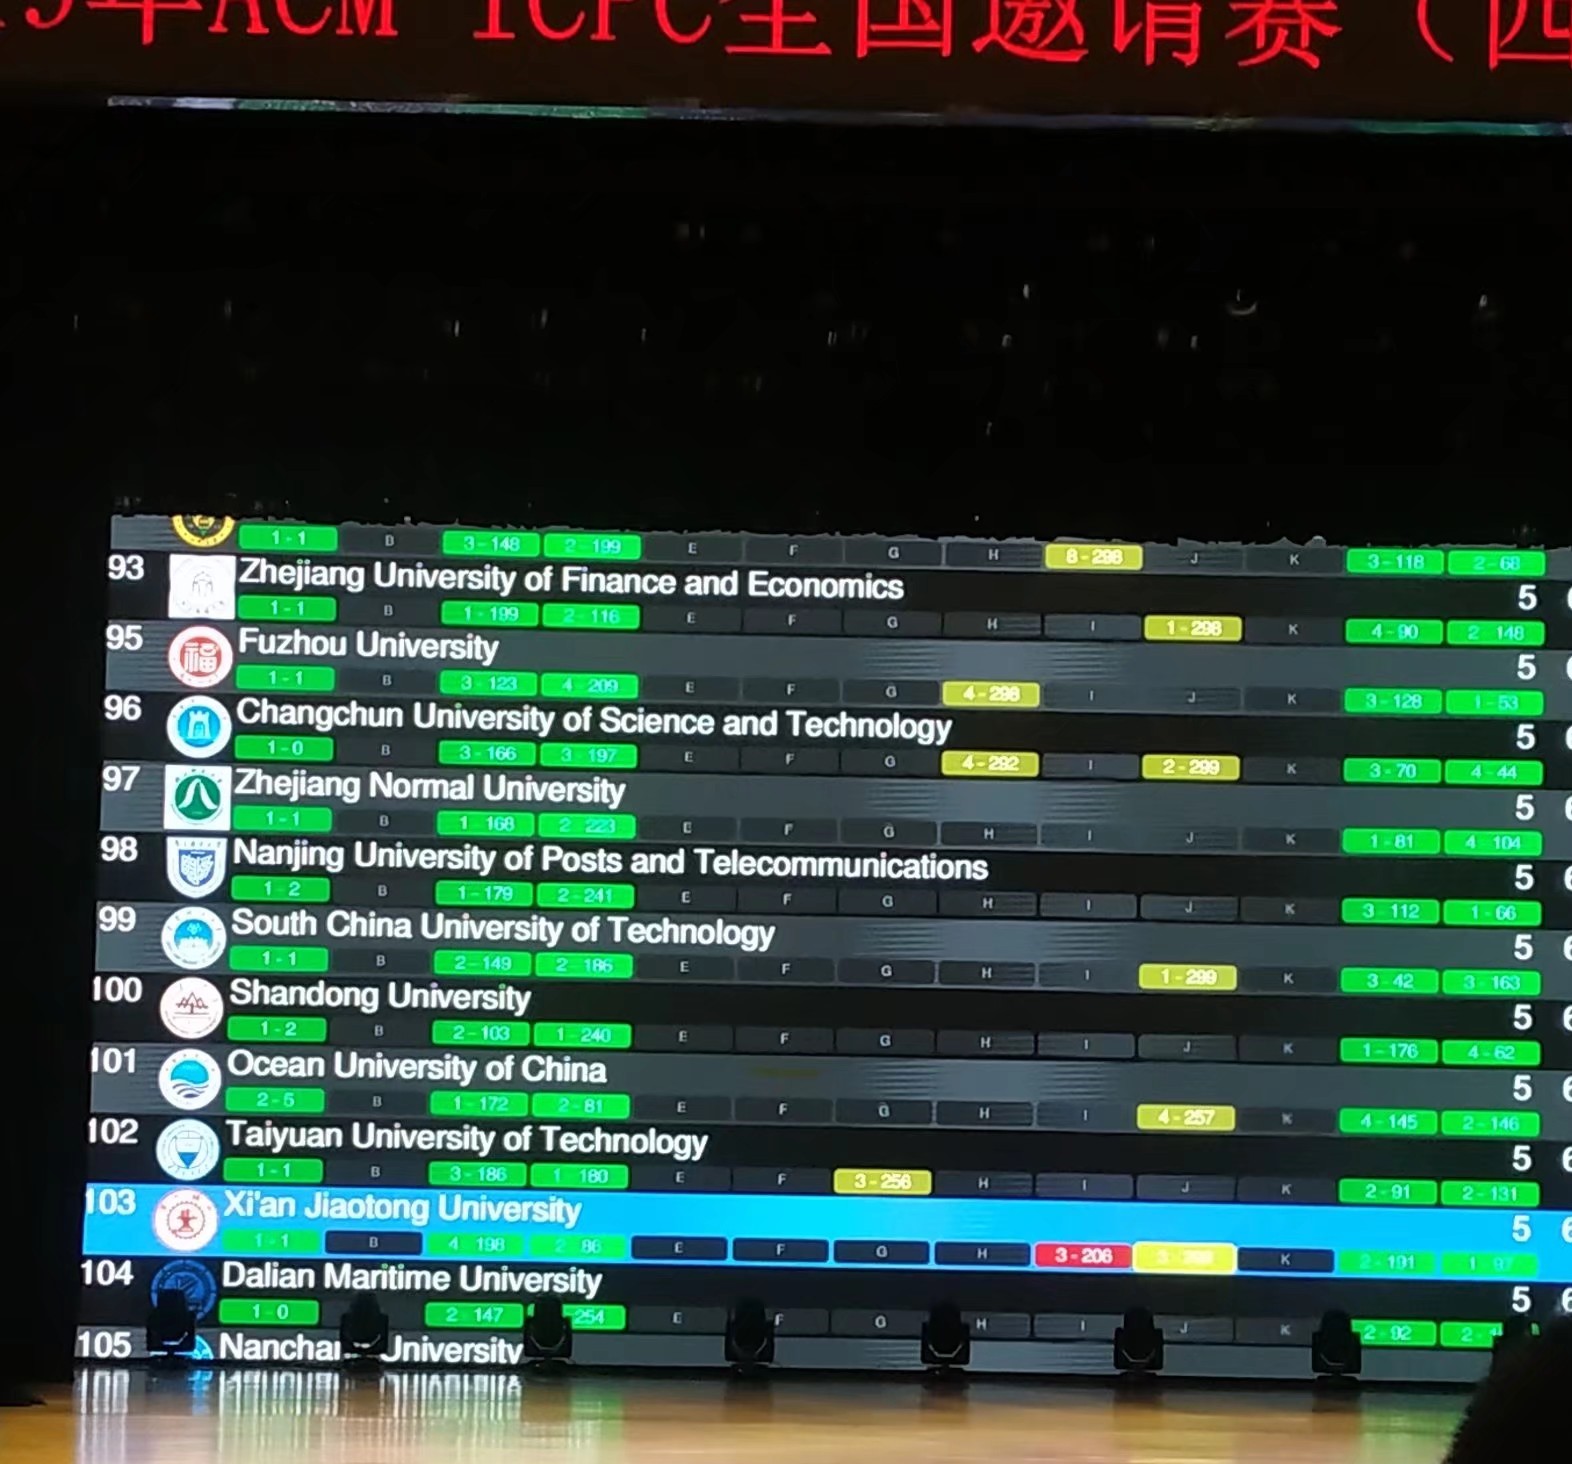 年ACM ICPC全国邀请赛（四
1-1 B 3-148 2-199 E F G H 8-298 J K 3-118 2-68
93 Zhejiang University of Finance and Economics 5
1-1 B 1-199 2-116 E F G H I 1-298 K 4-90 2-148
95 Fuzhou University 5
1-1 B 3-123 4-209 E F G 4-298 I J K 3-128 1-53
96 Changchun University of Science and Technology 5
1-0 B 3-166 3-197 E F G 4-292 I 2-299 K 3-70 4-44
97 Zhejiang Normal University 5
1-1 B 1-168 2-223 E F G H I J K 1-81 4-104
98 Nanjing University of Posts and Telecommunications 5
1-2 B 1-179 2-241 E F G H I J K 3-112 1-66
99 South China University of Technology 5
1-1 B 2-149 2-186 E F G H I 1-299 K 3-42 3-163
100 Shandong University 5
1-2 B 2-103 1-240 E F G H I J K 1-176 4-62
101 Ocean University of China 5
2-5 B 1-172 2-81 E F G H I 4-257 K 4-145 2-146
102 Taiyuan University of Technology 5
1-1 B 3-186 1-180 E F 3-256 H I J K 2-91 2-131
103 Xi'an Jiaotong University 5
1-1 B 4-198 2-86 E F G H 3-206 K 2-191 1-97
104 Dalian Maritime University 5
1-0 2-147 254 E F G H I J K 2-92
105 University